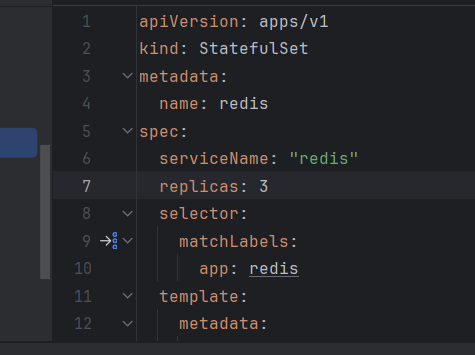 1 apiVersion: apps/v1
2 kind: StatefulSet
3 metadata:
4 name: redis
5 spec:
6 serviceName: "redis"
7 replicas: 3
8 selector:
9 matchLabels:
10 app: redis
11 template:
12 metadata: